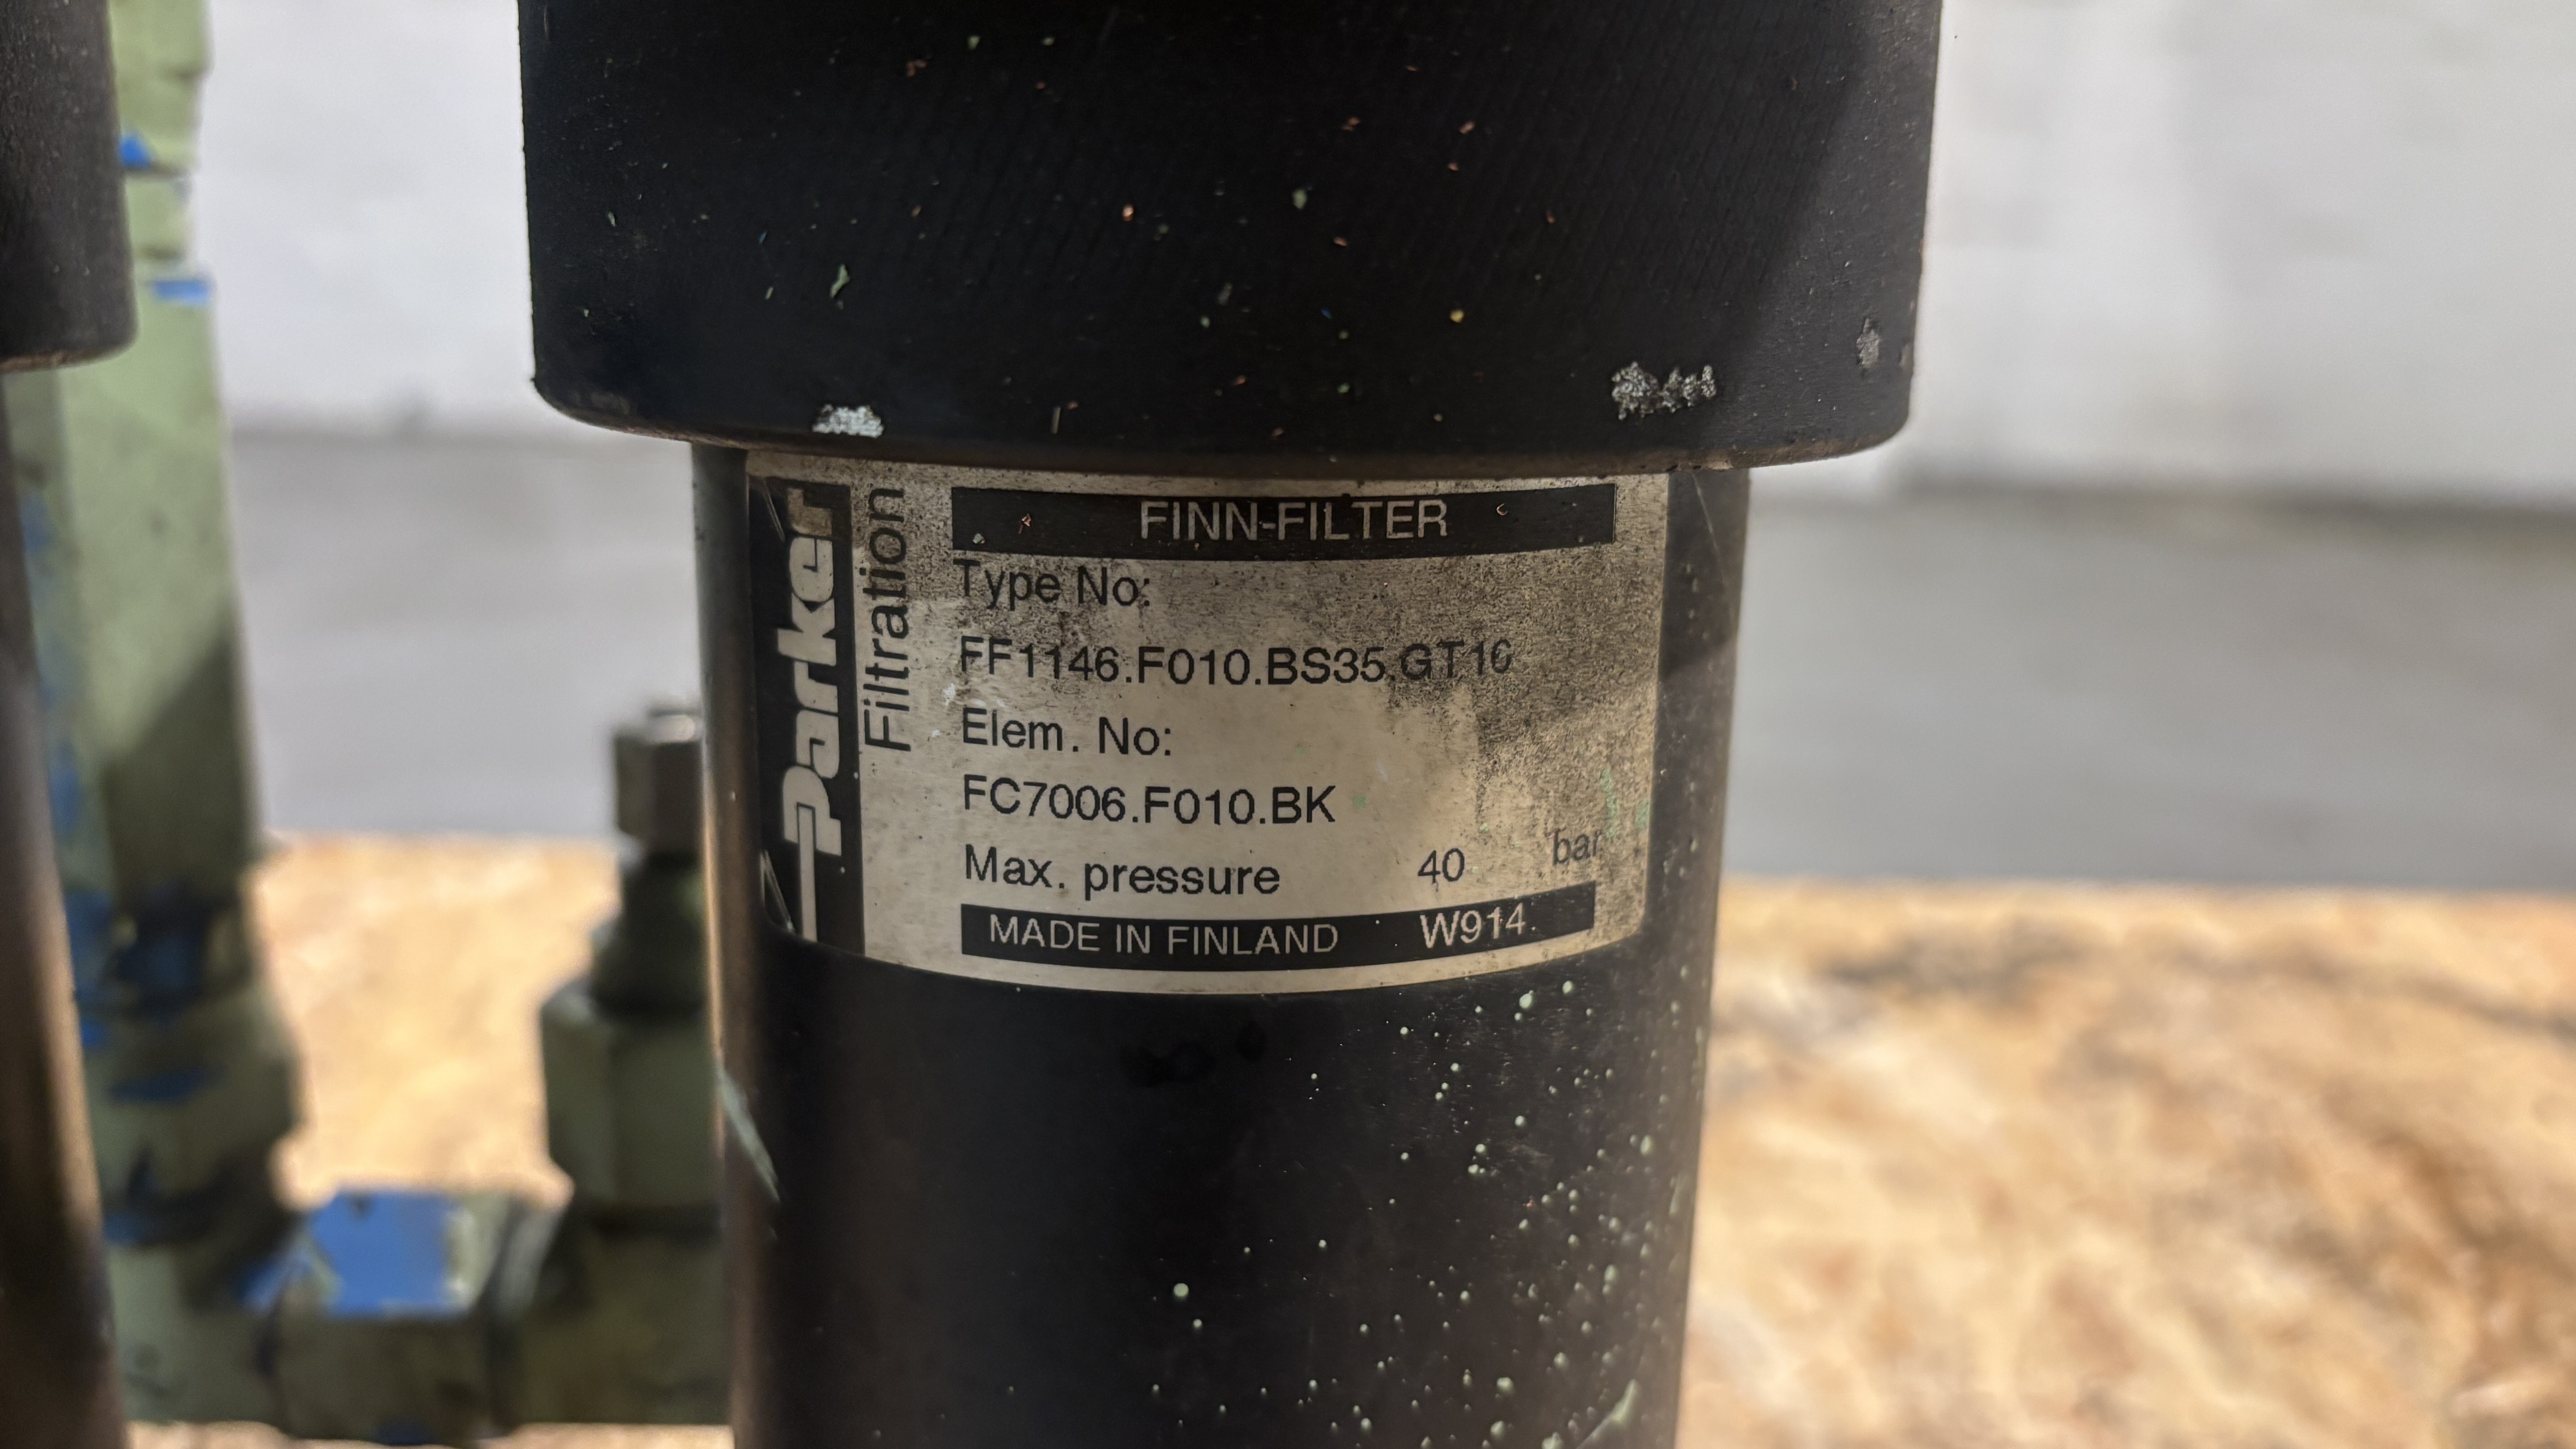 Parker
Filtration
FINN-FILTER
Type No:
FF1146.F010.BS35.GT16
Elem. No:
FC7006.F010.BK
Max. pressure 40 bar
MADE IN FINLAND W914